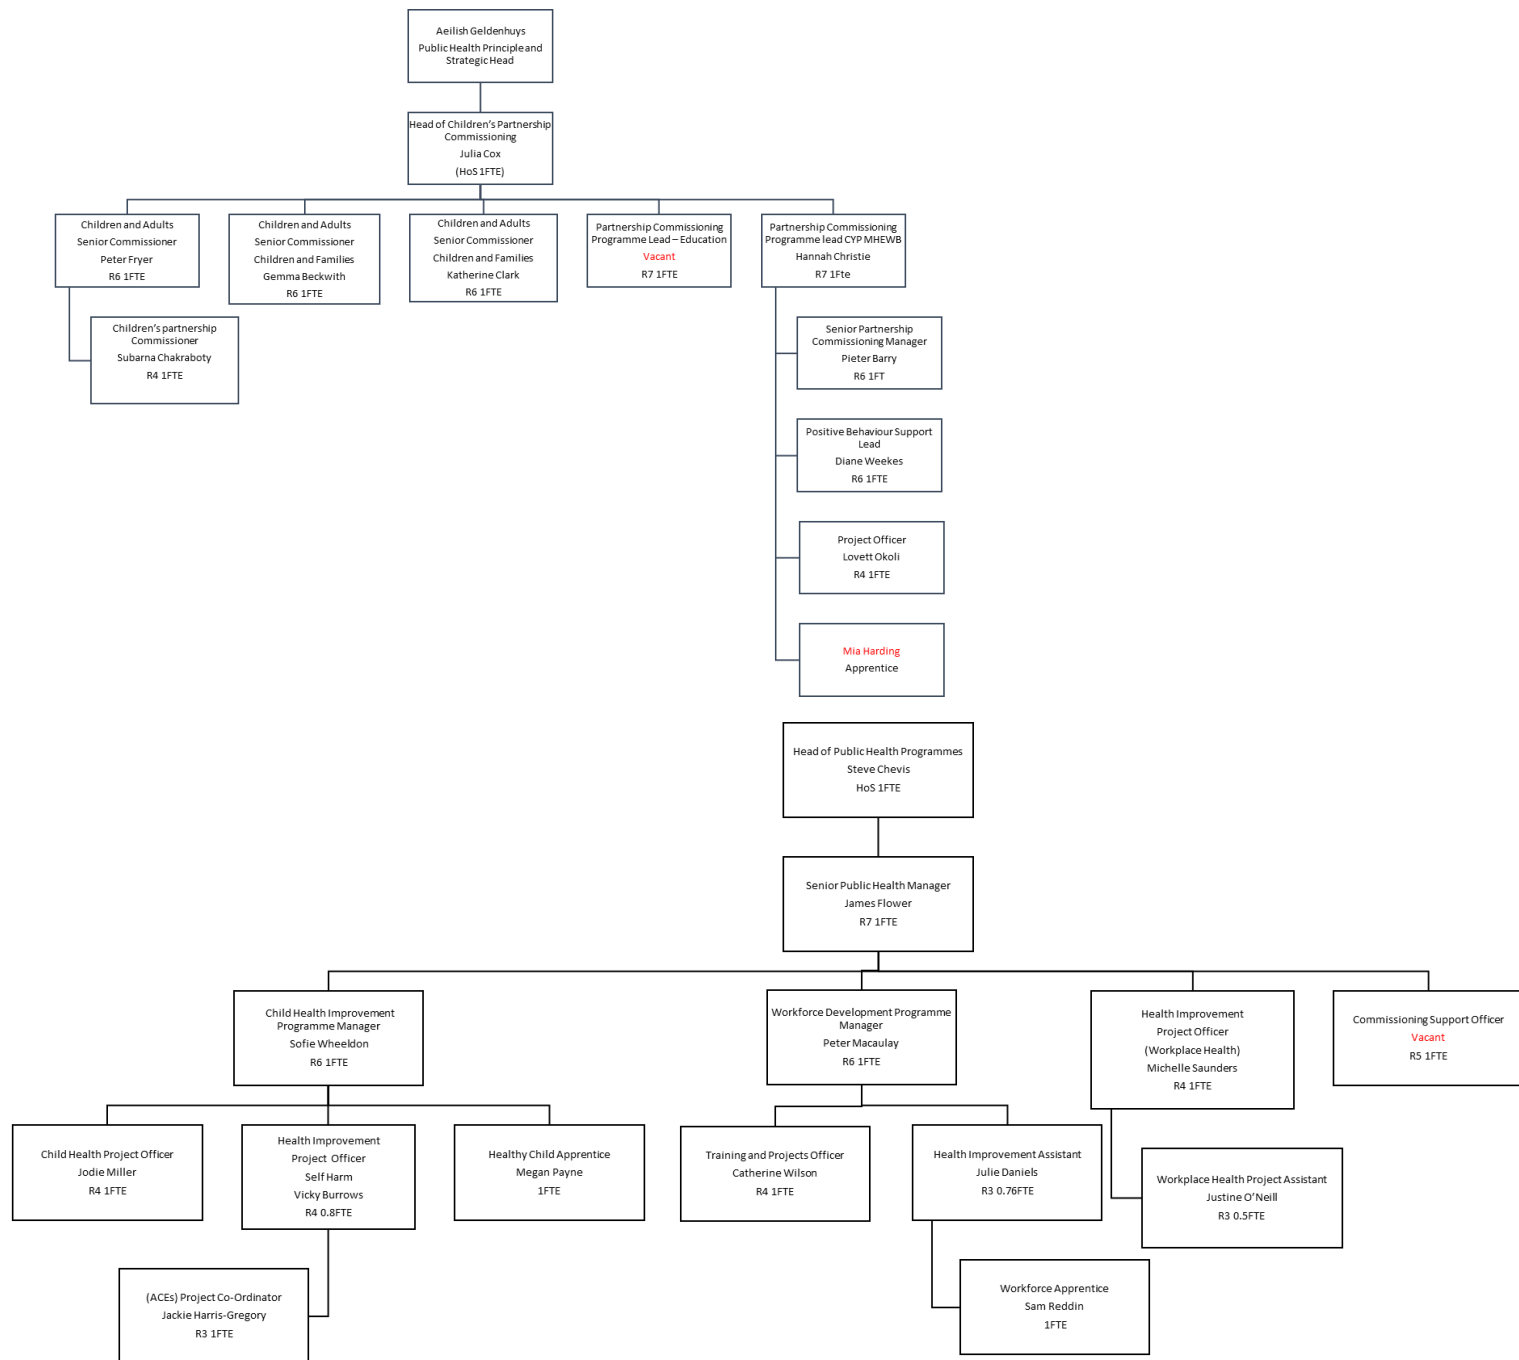 Aeilish Geldenhuys
Public Health Principle and
Strategic Head
Head of Children's Partnership
Commissioning
Julia Cox
(HoS 1FTE)
Children and Adults
Senior Commissioner
Peter Fryer
R6 1FTE
Children and Adults
Senior Commissioner
Children and Families
Gemma Beckwith
R6 1FTE
Children and Adults
Senior Commissioner
Children and Families
Katherine Clark
R6 1FTE
Partnership Commissioning
Programme Lead – Education
Vacant
R7 1FTE
Partnership Commissioning
Programme lead CYP MHEWB
Hannah Christie
R7 1Fte
Children's partnership
Commissioner
Subarna Chakraboty
R4 1FTE
Senior Partnership
Commissioning Manager
Pieter Barry
R6 1FT
Positive Behaviour Support
Lead
Diane Weekes
R6 1FTE
Project Officer
Lovett Okoli
R4 1FTE
Mia Harding
Apprentice
Head of Public Health Programmes
Steve Chevis
HoS 1FTE
Senior Public Health Manager
James Flower
R7 1FTE
Child Health Improvement
Programme Manager
Sofie Wheeldon
R6 1FTE
Workforce Development Programme
Manager
Peter Macaulay
R6 1FTE
Health Improvement
Project Officer
(Workplace Health)
Michelle Saunders
R4 1FTE
Commissioning Support Officer
Vacant
R5 1FTE
Child Health Project Officer
Jodie Miller
R4 1FTE
Health Improvement
Project Officer
Self Harm
Vicky Burrows
R4 0.8FTE
Healthy Child Apprentice
Megan Payne
1FTE
Training and Projects Officer
Catherine Wilson
R4 1FTE
Health Improvement Assistant
Julie Daniels
R3 0.76FTE
Workplace Health Project Assistant
Justine O'Neill
R3 0.5FTE
(ACEs) Project Co-Ordinator
Jackie Harris-Gregory
R3 1FTE
Workforce Apprentice
Sam Reddin
1FTE